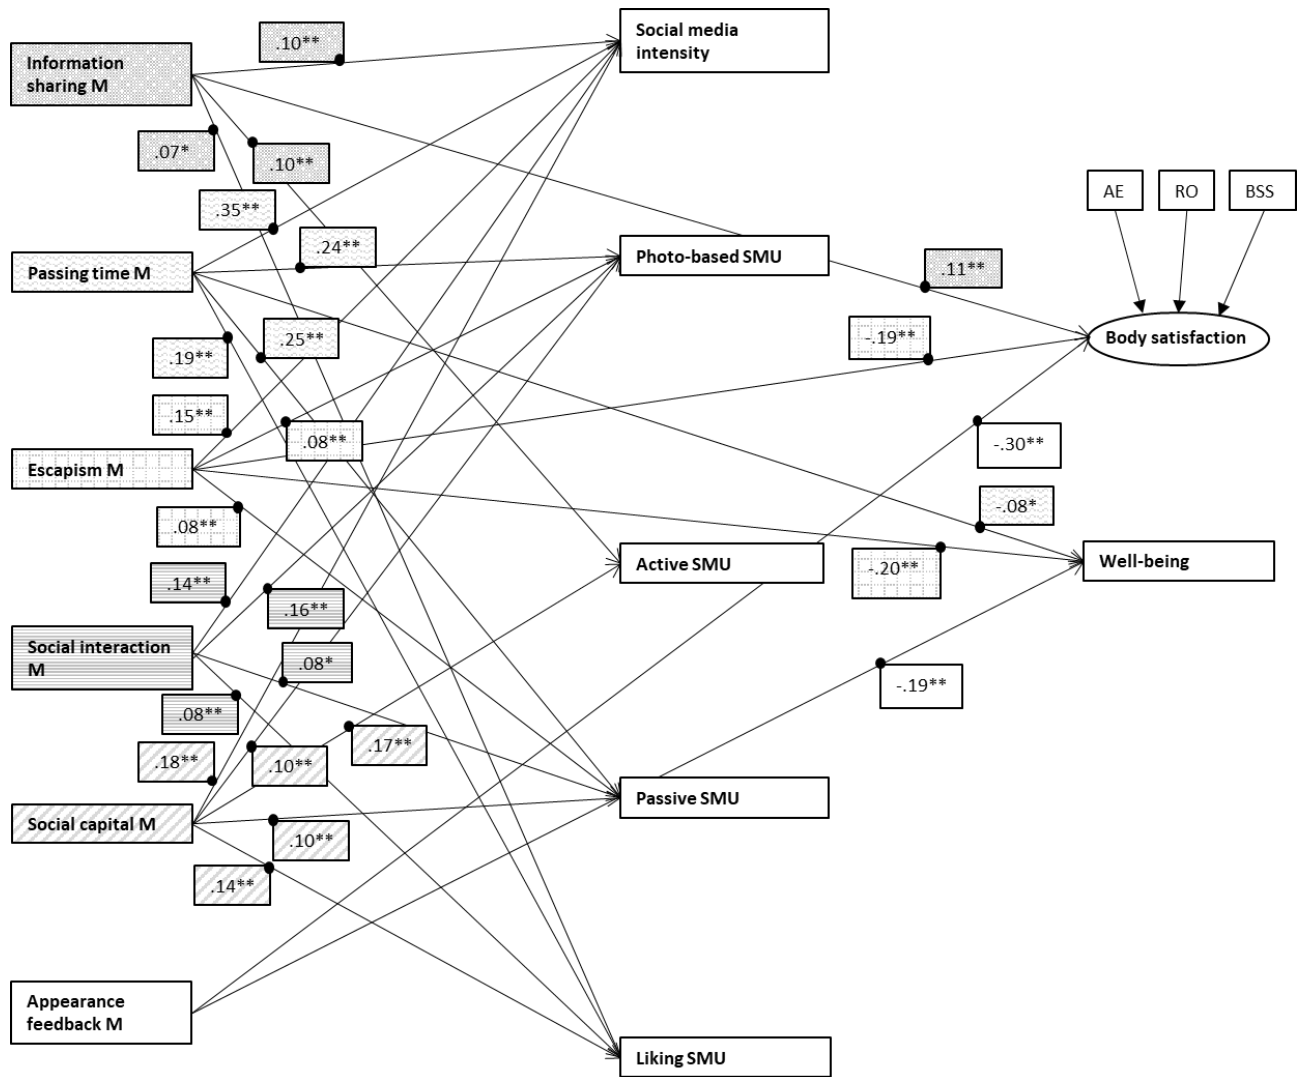 Social media
intensity
.10**
Information
sharing M
.07*
.10**
AE
RO
BSS
.35**
.24**
Passing time M
Photo-based SMU
.11**
.25**
.19**
-.19**
Body satisfaction
.15**
.08**
-.30**
Escapism M
.08**
-.08*
Active SMU
-.20**
Well-being
.14**
.16**
Social interaction
M
.08*
-.19**
.08**
.17**
.18**
.10**
Passive SMU
Social capital M
.10**
.14**
Appearance
feedback M
Liking SMU